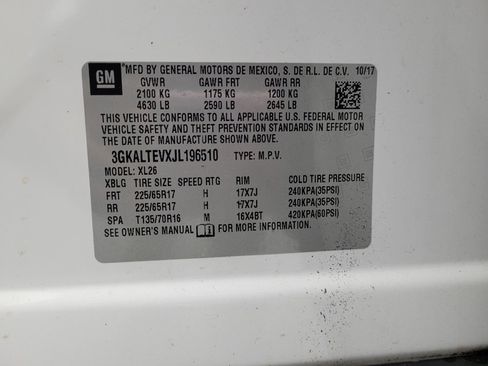 GM
*MFD BY GENERAL MOTORS DE MEXICO, S. DE R.L. DE C.V. 10/17
GVWR GAWR FRT GAWR RR
2100 KG 1175 KG 1200 KG
4630 LB 2590 LB 2645 LB
THIS VEHICLE CONFORMS TO ALL APPLICABLE U.S. FEDERAL MOTOR
VEHICLE SAFETY AND THEFT PREVENTION STANDARDS IN EFFECT ON
THE DATE OF MANUFACTURE SHOWN ABOVE.
3GKALTEVXJL196510 TYPE: M.P.V.
MODEL: XL26
XBLG TIRE SIZE SPEED RTG RIM COLD TIRE PRESSURE
FRT 225/65R17 H 17X7J 240KPA(35PSI)
RR 225/65R17 H 17X7J 240KPA(35PSI)
SPA T135/70R16 M 16X4BT 420KPA(60PSI)
SEE OWNER'S MANUAL FOR MORE INFORMATION.